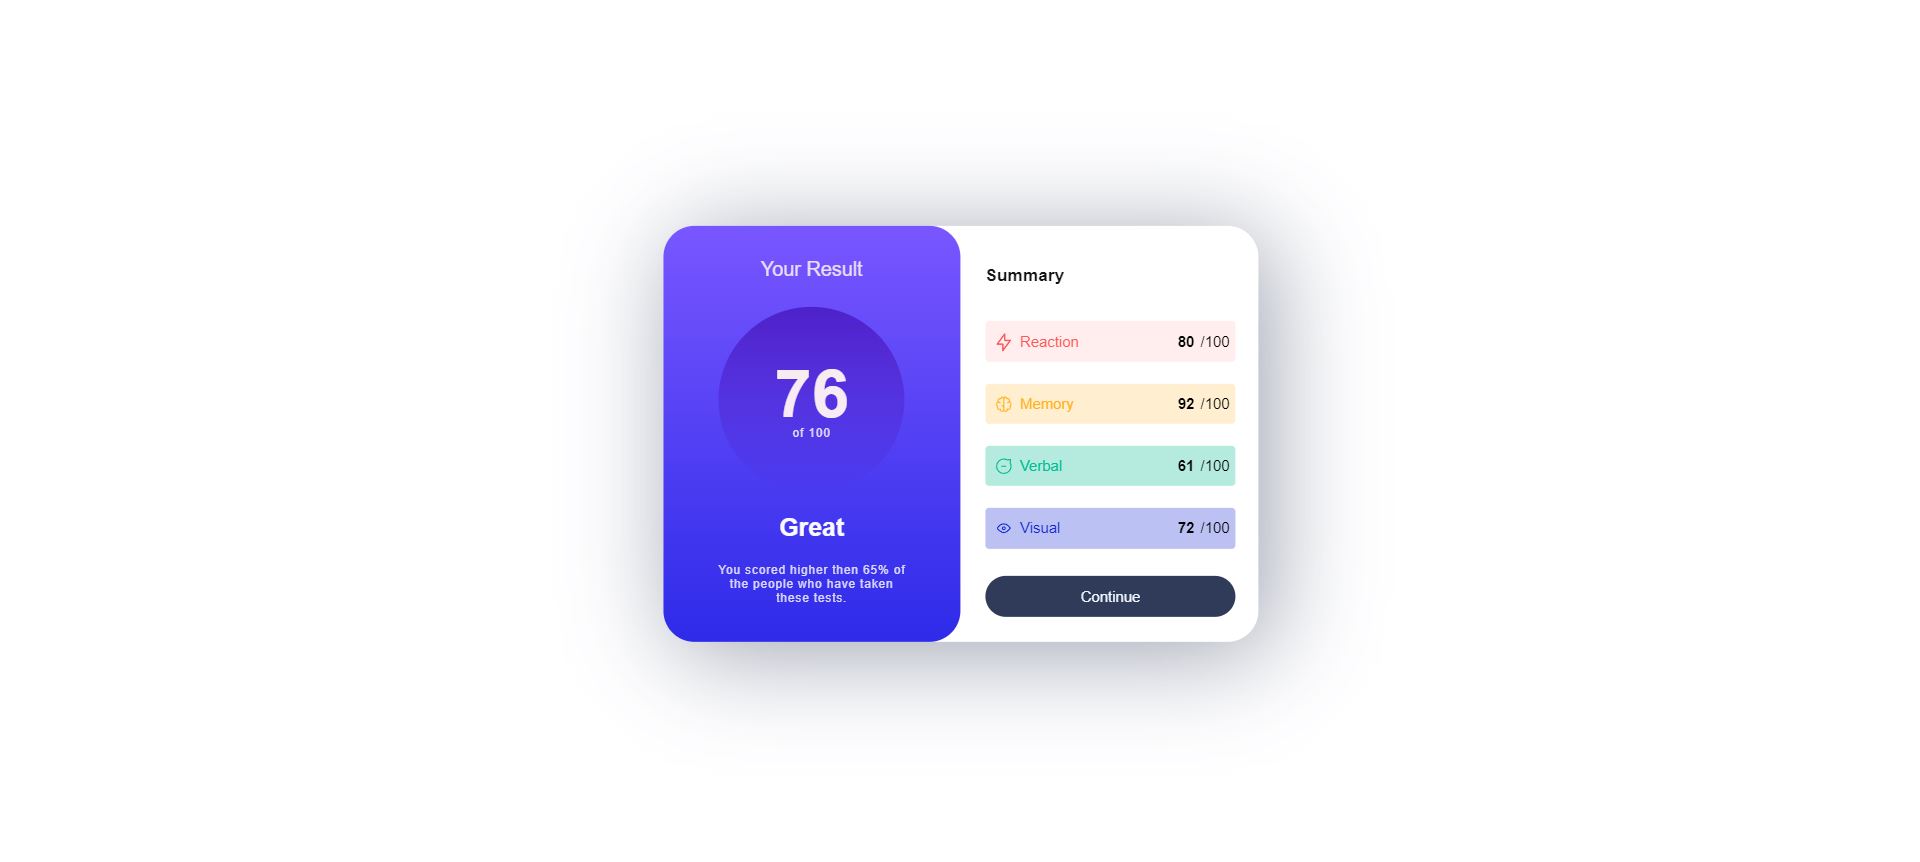 Your Result
76
of 100
Great
You scored higher then 65% of
the people who have taken
these tests.
Summary
Reaction 80 /100
Memory 92 /100
Verbal 61 /100
Visual 72 /100
Continue